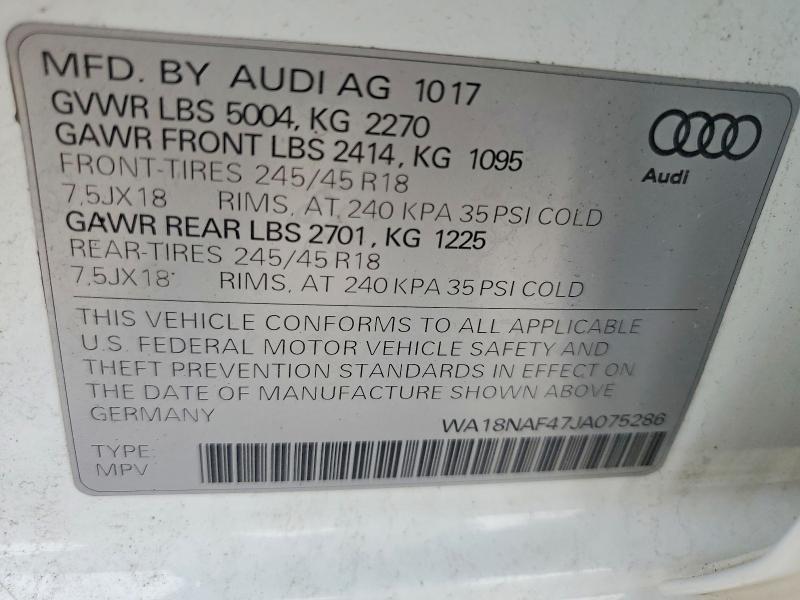 MFD. BY AUDI AG 1017
GVWR LBS 5004, KG 2270
GAWR FRONT LBS 2414, KG 1095
FRONT-TIRES 245/45 R18
7,5JX18 RIMS, AT 240 KPA 35 PSI COLD
GAWR REAR LBS 2701, KG 1225
REAR-TIRES 245/45 R18
7,5JX18 RIMS, AT 240 KPA 35 PSI COLD
Audi
THIS VEHICLE CONFORMS TO ALL APPLICABLE
U.S. FEDERAL MOTOR VEHICLE SAFETY AND
THEFT PREVENTION STANDARDS IN EFFECT ON
THE DATE OF MANUFACTURE SHOWN ABOVE
GERMANY
WA18NAF47JA075286
TYPE:
MPV